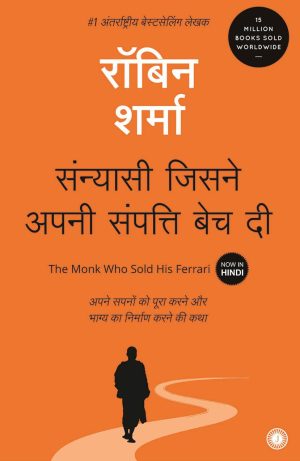 #1 अंतर्राष्ट्रीय बेस्टसेलिंग लेखक
15
MILLION
BOOKS SOLD
WORLDWIDE
रॉबिन
शर्मा
संन्यासी जिसने
अपनी संपत्ति बेच दी
The Monk Who Sold His Ferrari
NOW IN
HINDI
अपने सपनों को पूरा करने और
भाग्य का निर्माण करने की कथा
J